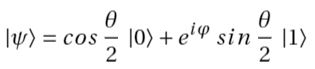 |ψ⟩ = cos θ/2 |0⟩ + e^{iφ} sin θ/2 |1⟩